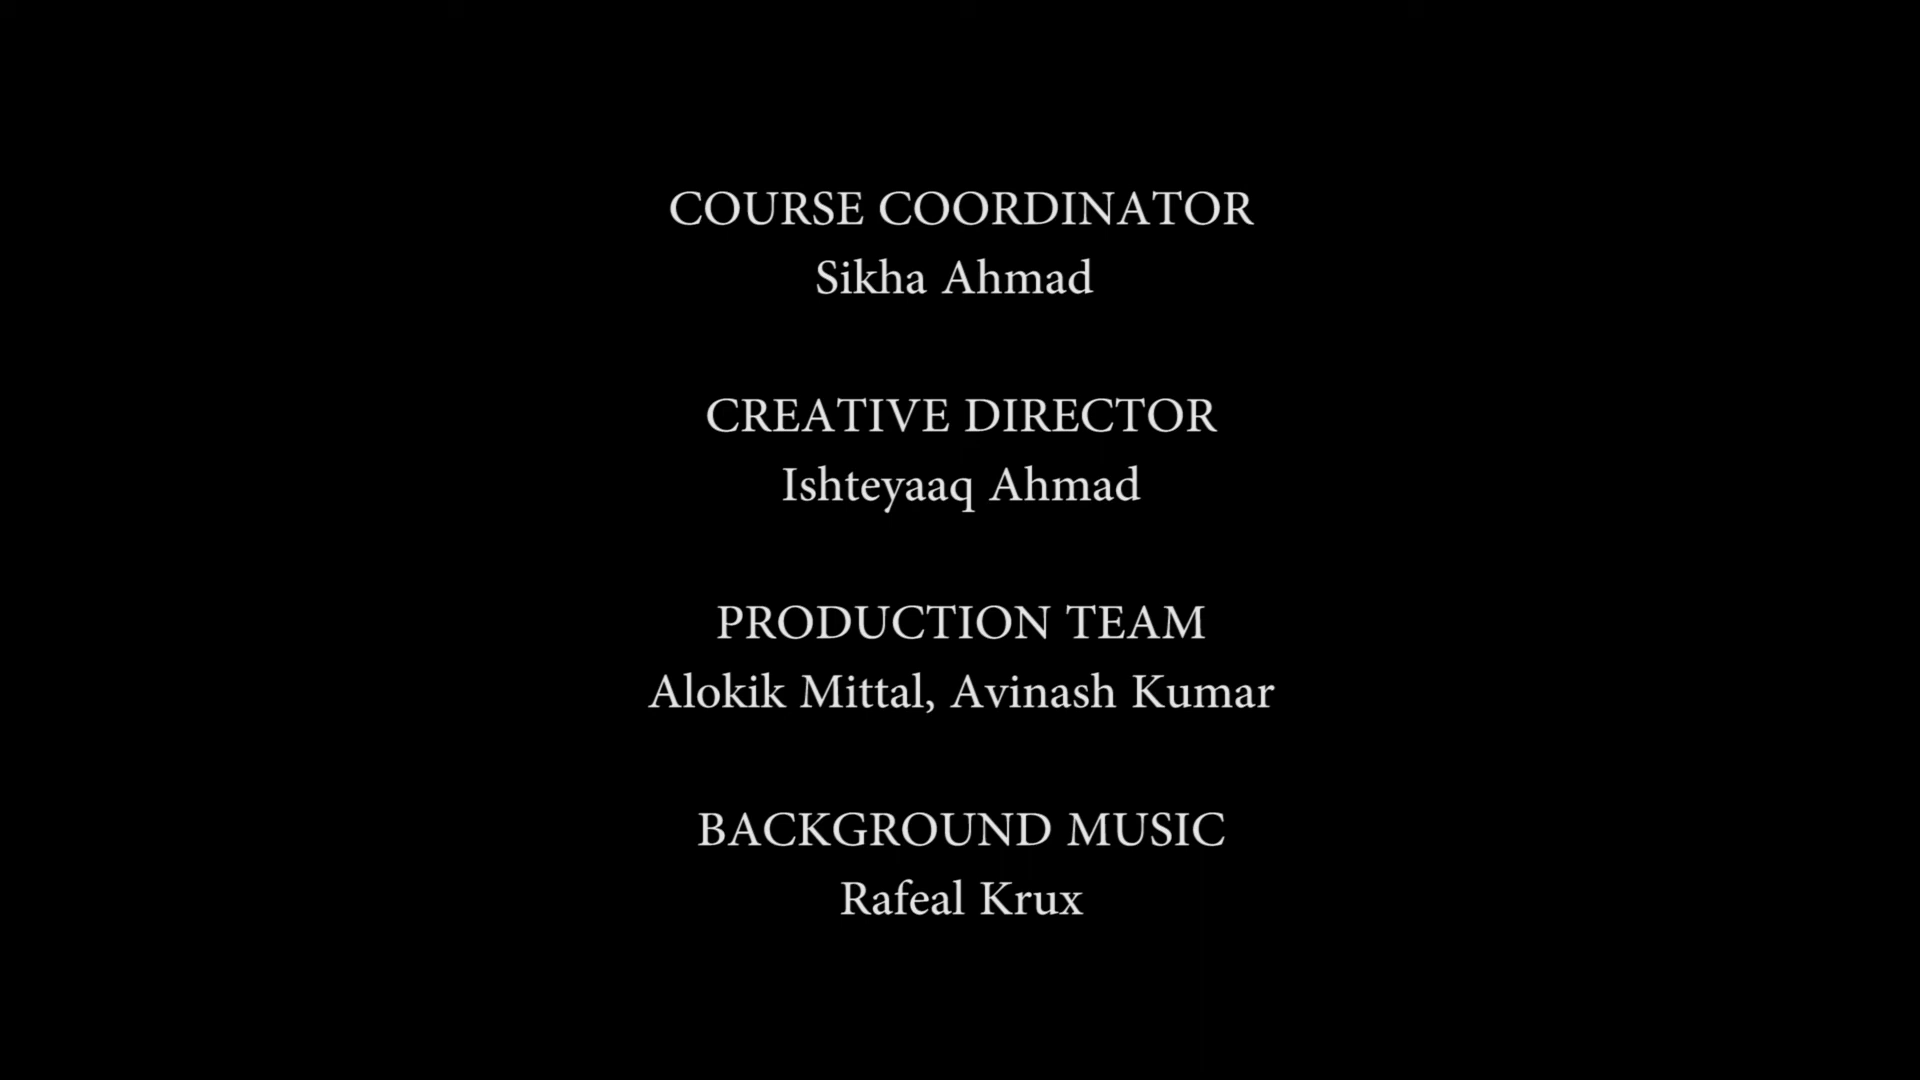 COURSE COORDINATOR
Sikha Ahmad
CREATIVE DIRECTOR
Ishteyaaq Ahmad
PRODUCTION TEAM
Alokik Mittal, Avinash Kumar
BACKGROUND MUSIC
Rafeal Krux